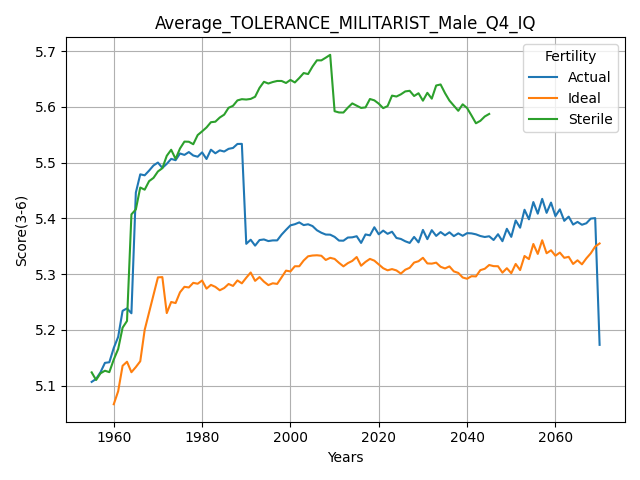 Average_TOLERANCE_MILITARIST_Male_Q4_IQ
Fertility
Actual
Ideal
Sterile
Score(3-6)
5.7
5.6
5.5
5.4
5.3
5.2
5.1
1960 1980 2000 2020 2040 2060
Years